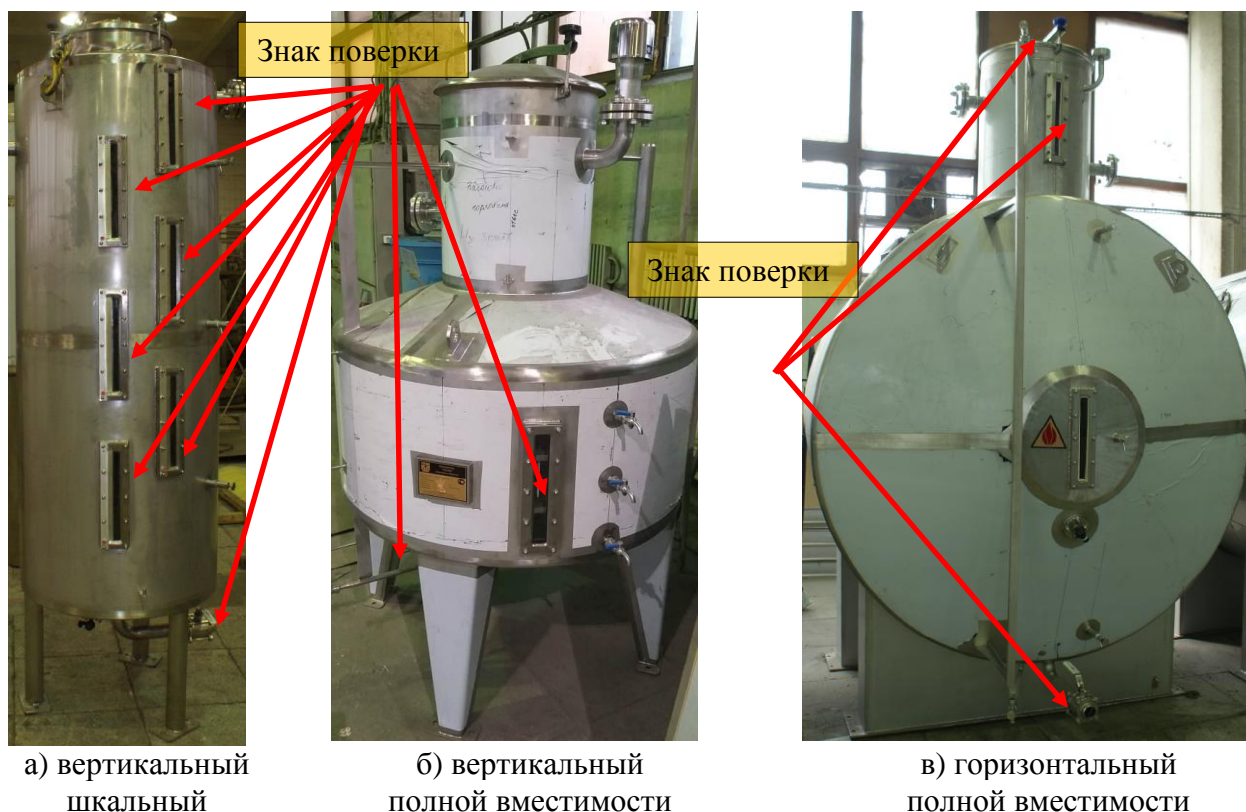 Знак поверки
Знак поверки
а) вертикальный
шкальный
б) вертикальный
полной вместимости
в) горизонтальный
полной вместимости